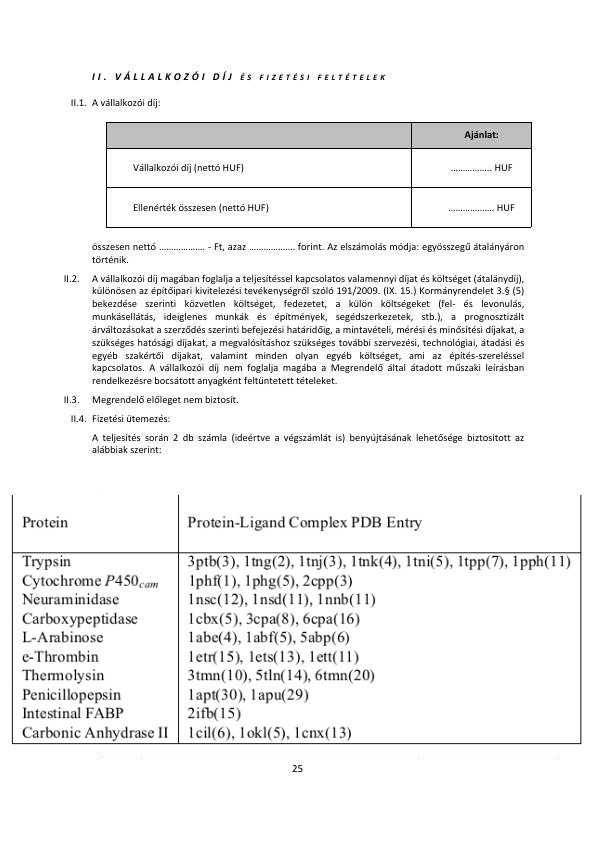 II. VÁLLALKOZÓI DÍJ ÉS FIZETÉSI FELTÉTELEK
II.1. A vállalkozói díj:
Ajánlat:
Vállalkozói díj (nettó HUF) …………….. HUF
Ellenérték összesen (nettó HUF) ………………. HUF
összesen nettó ………………. - Ft, azaz ………………. forint. Az elszámolás módja: egyösszegű átalányáron
történik.
II.2. A vállalkozói díj magában foglalja a teljesítéssel kapcsolatos valamennyi díjat és költséget (átalánydíj),
különösen az építőipari kivitelezési tevékenységről szóló 191/2009. (IX. 15.) Kormányrendelet 3.§ (5)
bekezdése szerinti közvetlen költséget, fedezetet, a külön költségeket (fel- és levonulás,
munkásellátás, ideiglenes munkák és építmények, segédszerkezetek, stb.), a prognosztizált
árváltozásokat a szerződés szerinti befejezési határidőig, a mintavételi, mérési és minősítési díjakat, a
szükséges hatósági díjakat, a megvalósításhoz szükséges további szervezési, technológiai, átadási és
egyéb szakértői díjakat, valamint minden olyan egyéb költséget, ami az építés-szereléssel
kapcsolatos. A vállalkozói díj nem foglalja magába a Megrendelő által átadott műszaki leírásban
rendelkezésre bocsátott anyagként feltüntetett tételeket.
II.3. Megrendelő előleget nem biztosít.
II.4. Fizetési ütemezés:
A teljesítés során 2 db számla (ideértve a végszámlát is) benyújtásának lehetősége biztosított az
alábbiak szerint:
Protein Protein-Ligand Complex PDB Entry
Trypsin 3ptb(3), 1tng(2), 1tnj(3), 1tnk(4), 1tni(5), 1tpp(7), 1pph(11)
Cytochrome P450cam 1phf(1), 1phg(5), 2cpp(3)
Neuraminidase 1nsc(12), 1nsd(11), 1nnb(11)
Carboxypeptidase 1cbx(5), 3cpa(8), 6cpa(16)
L-Arabinose 1abe(4), 1abf(5), 5abp(6)
e-Thrombin 1etr(15), 1ets(13), 1ett(11)
Thermolysin 3tmn(10), 5tln(14), 6tmn(20)
Penicillopepsin 1apt(30), 1apu(29)
Intestinal FABP 2ifb(15)
Carbonic Anhydrase II 1cil(6), 1okl(5), 1cnx(13)
25